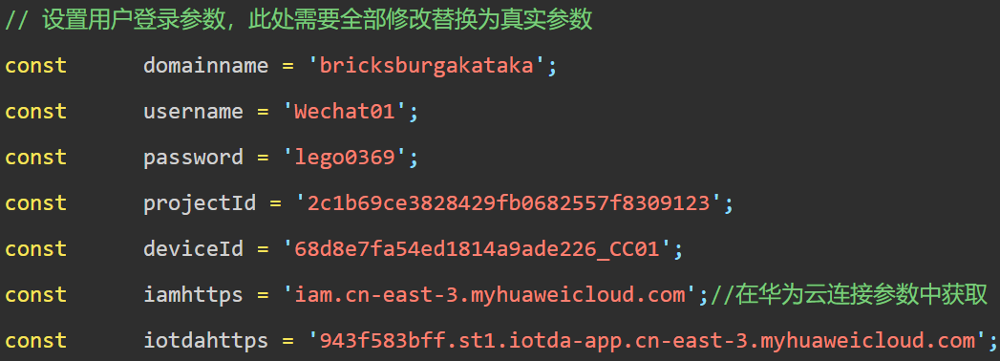 // 设置用户登录参数，此处需要全部修改替换为真实参数
const      domainname = 'bricksburgakataka';
const      username = 'Wechat01';
const      password = 'lego0369';
const      projectId = '2c1b69ce3828429fb0682557f8309123';
const      deviceId = '68d8e7fa54ed1814a9ade226_CC01';
const      iamhttps = 'iam.cn-east-3.myhuaweicloud.com';//在华为云连接参数中获取
const      iotdahttps = '943f583bff.st1.iotda-app.cn-east-3.myhuaweicloud.com';